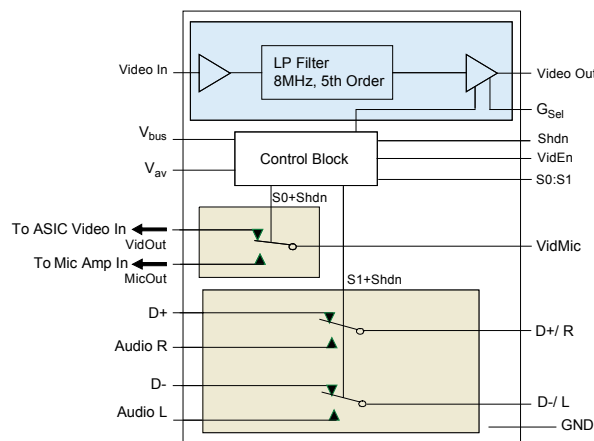 Video In
LP Filter
8MHz, 5th Order
Video Out
GSel
Vbus
Vav
Control Block
Shdn
VidEn
S0:S1
S0+Shdn
To ASIC Video In
VidOut
To Mic Amp In
MicOut
VidMic
S1+Shdn
D+
Audio R
D+/ R
D-
Audio L
D-/ L
GND